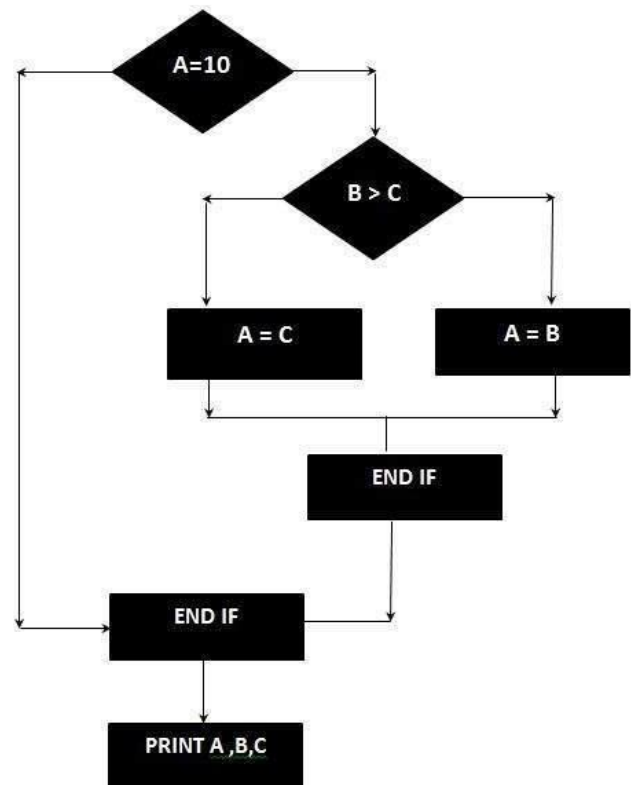 A=10
B > C
A = C
A = B
END IF
END IF
PRINT A ,B,C